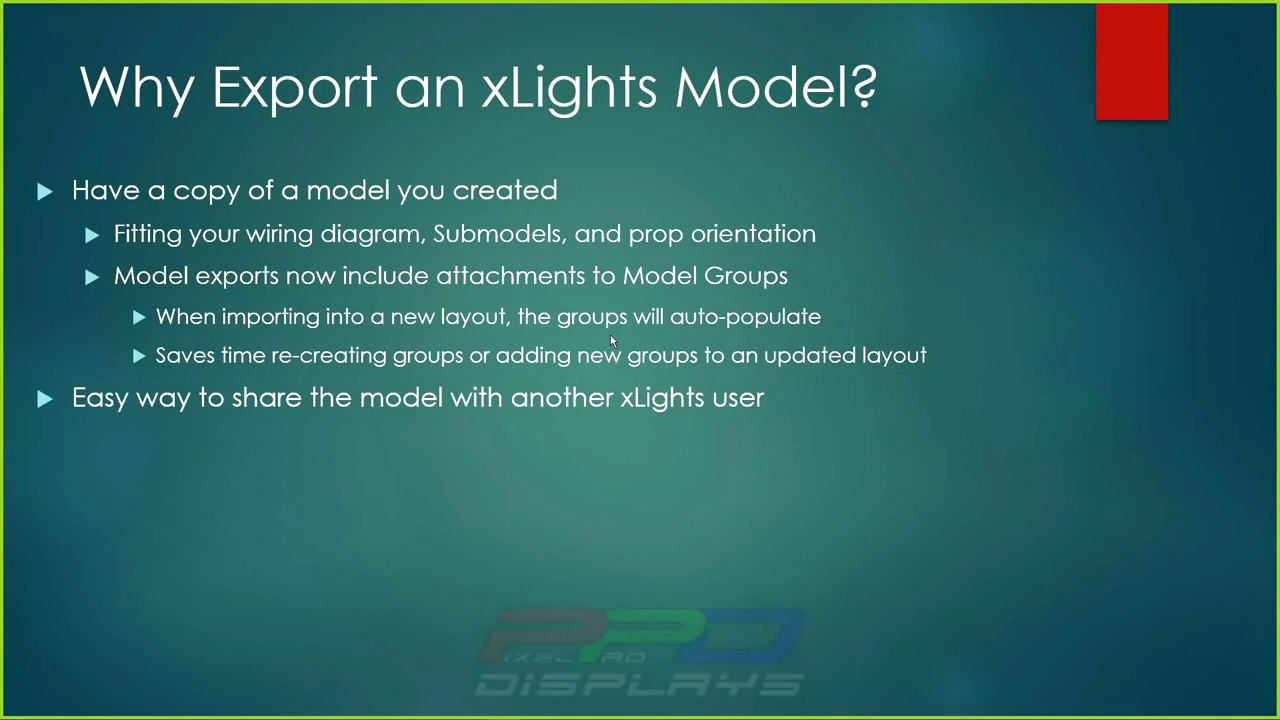 Why Export an xLights Model?
Have a copy of a model you created
Fitting your wiring diagram, Submodels, and prop orientation
Model exports now include attachments to Model Groups
When importing into a new layout, the groups will auto-populate
Saves time re-creating groups or adding new groups to an updated layout
Easy way to share the model with another xLights user
PPD
PIXEL PRO
DISPLAYS